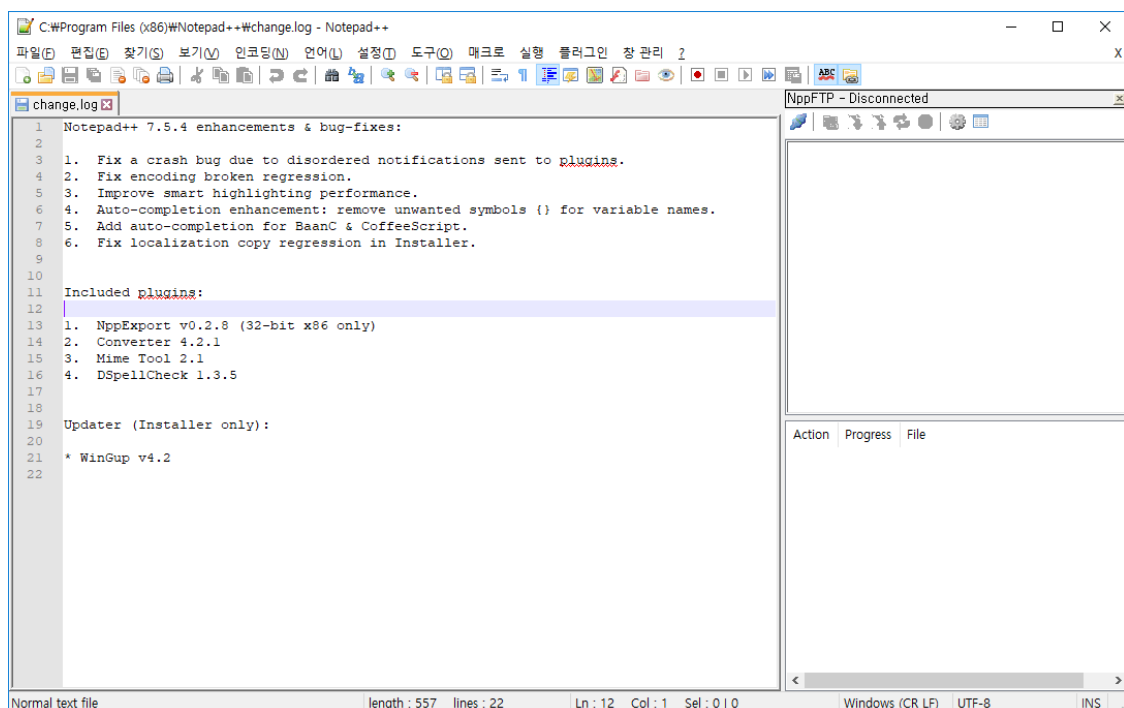 C:₩Program Files (x86)₩Notepad++₩change.log - Notepad++
파일(F) 편집(E) 찾기(S) 보기(V) 인코딩(N) 언어(L) 설정(T) 도구(O) 매크로 실행 플러그인 창 관리 ? X
ABC
change.log
NppFTP - Disconnected
1 Notepad++ 7.5.4 enhancements & bug-fixes:
2
3 1. Fix a crash bug due to disordered notifications sent to plugins.
4 2. Fix encoding broken regression.
5 3. Improve smart highlighting performance.
6 4. Auto-completion enhancement: remove unwanted symbols {} for variable names.
7 5. Add auto-completion for BaanC & CoffeeScript.
8 6. Fix localization copy regression in Installer.
9
10
11 Included plugins:
12
13 1. NppExport v0.2.8 (32-bit x86 only)
14 2. Converter 4.2.1
15 3. Mime Tool 2.1
16 4. DSpellCheck 1.3.5
17
18
19 Updater (Installer only):
20
21 * WinGup v4.2
22
Action Progress File
Normal text file length : 557 lines : 22 Ln : 12 Col : 1 Sel : 0 | 0 Windows (CR LF) UTF-8 INS